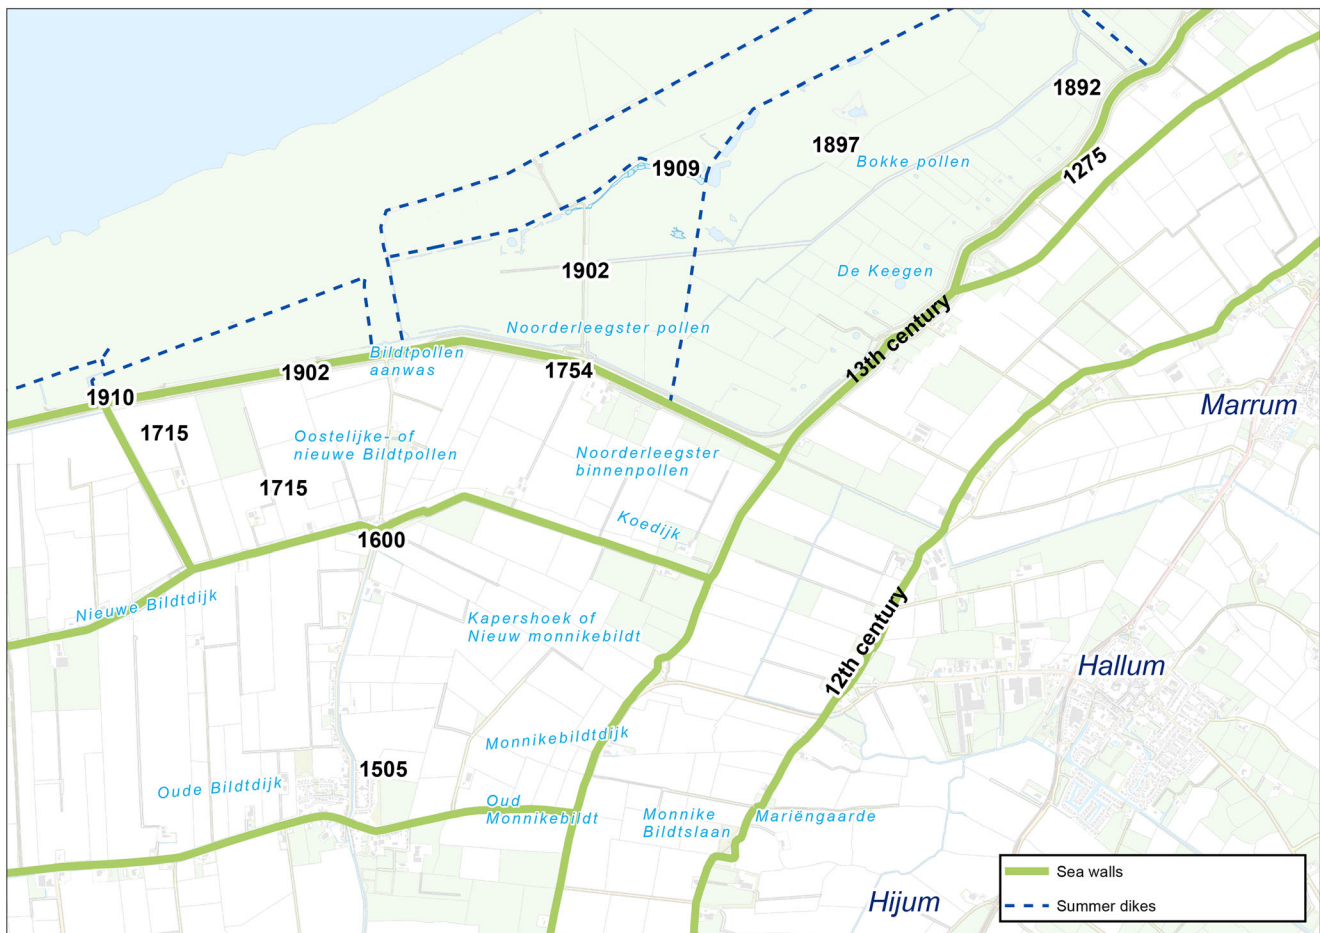 1892
1897
Bokke pollen
1909
1275
1902
De Keegen
Noorderleegster pollen
13th century
Bildtpollen
aanwas
1902
1754
1910
Marrum
1715
Oostelijke- of
nieuwe Bildtpollen
Noorderleegster
binnenpollen
1715
Koedijk
1600
Nieuwe Bildtdijk
Kapershoek of
Nieuw monnikebildt
12th century
Hallum
Monnikebildtdijk
1505
Oude Bildtdijk
Oud
Monnikebildt
Monnike
Bildtslaan
Mariëngaarde
Hijum
Sea walls
Summer dikes